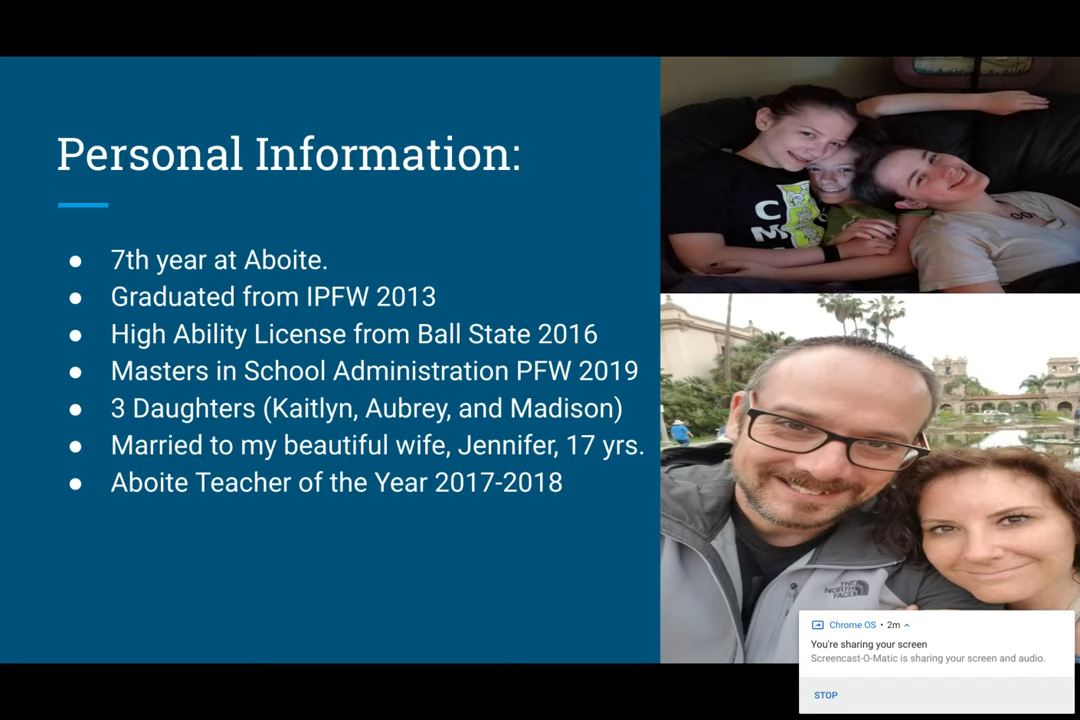 Personal Information:
● 7th year at Aboite.
● Graduated from IPFW 2013
● High Ability License from Ball State 2016
● Masters in School Administration PFW 2019
● 3 Daughters (Kaitlyn, Aubrey, and Madison)
● Married to my beautiful wife, Jennifer, 17 yrs.
● Aboite Teacher of the Year 2017-2018
THE
NORTH
FACE
Chrome OS • 2m
You're sharing your screen
Screencast-O-Matic is sharing your screen and audio.
STOP